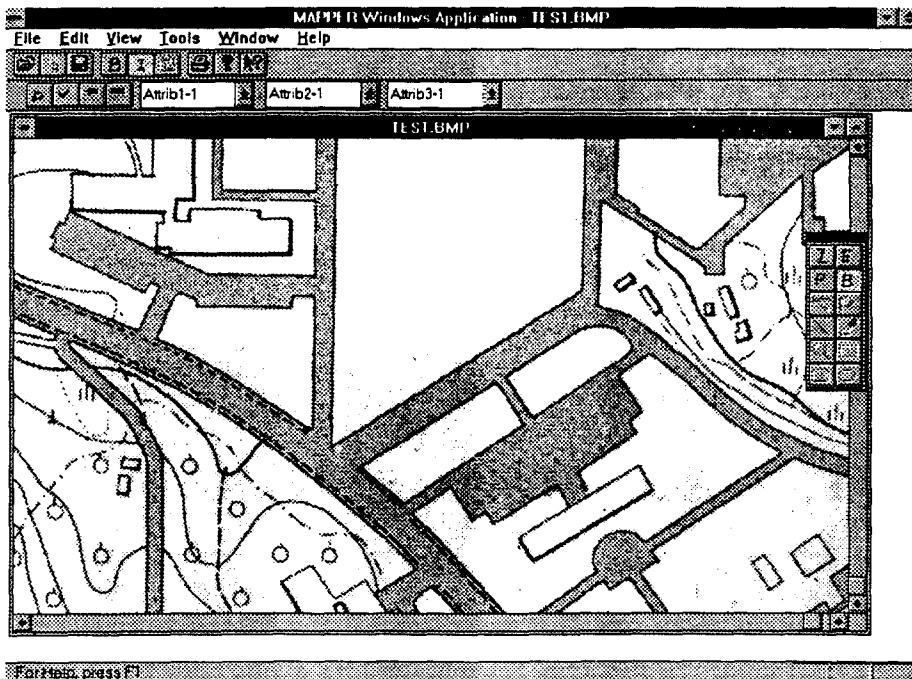 MAPPER Windows Application - TEST.BMP
File Edit View Tools Window Help
B I
Attrib1-1 Attrib2-1 Attrib3-1
TEST.BMP
P B
For Help, press F1